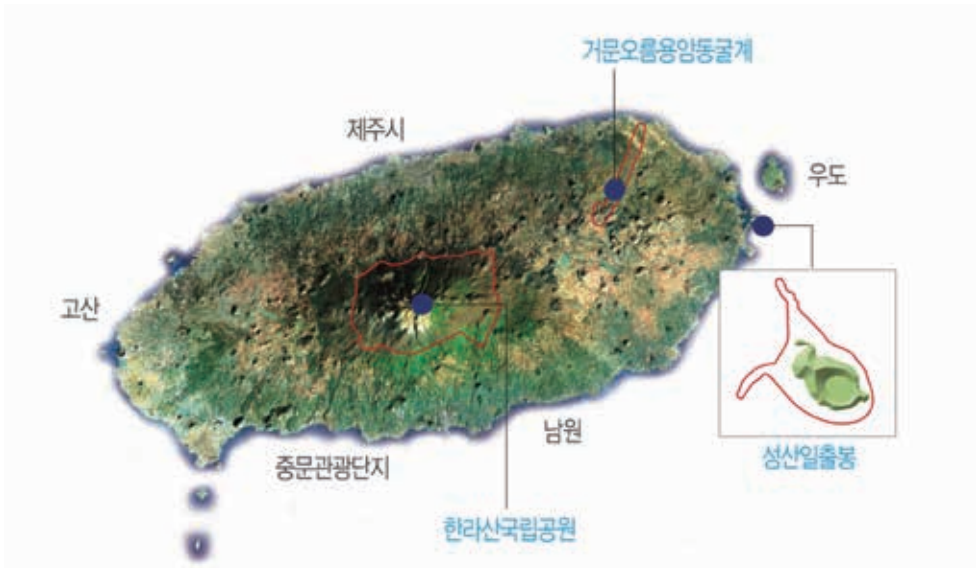 거문오름용암동굴계
제주시
우도
고산
남원
성산일출봉
중문관광단지
한라산국립공원